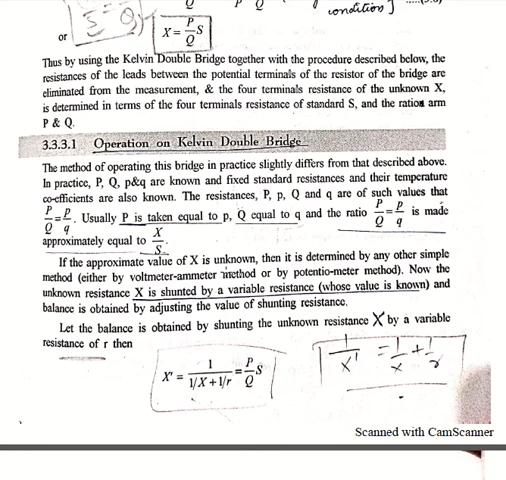 condition]
or
X = P/Q S
Thus by using the Kelvin Double Bridge together with the procedure described below, the
resistances of the leads between the potential terminals of the resistor of the bridge are
eliminated from the measurement, & the four terminals resistance of the unknown X,
is determined in terms of the four terminals resistance of standard S, and the ratios arm
P & Q.
3.3.3.1 Operation on Kelvin Double Bridge
The method of operating this bridge in practice slightly differs from that described above.
In practice, P, Q, p&q are known and fixed standard resistances and their temperature
co-efficients are also known. The resistances, P, p, Q and q are of such values that
P/Q = p/q. Usually P is taken equal to p, Q equal to q and the ratio P/Q = p/q is made
approximately equal to X/S.
If the approximate value of X is unknown, then it is determined by any other simple
method (either by voltmeter-ammeter method or by potentio-meter method). Now the
unknown resistance X is shunted by a variable resistance (whose value is known) and
balance is obtained by adjusting the value of shunting resistance.
Let the balance is obtained by shunting the unknown resistance X by a variable
resistance of r then
X' = 1/(1/X+1/r) = P/Q S
1/X' = 1/x + 1/r
Scanned with CamScanner